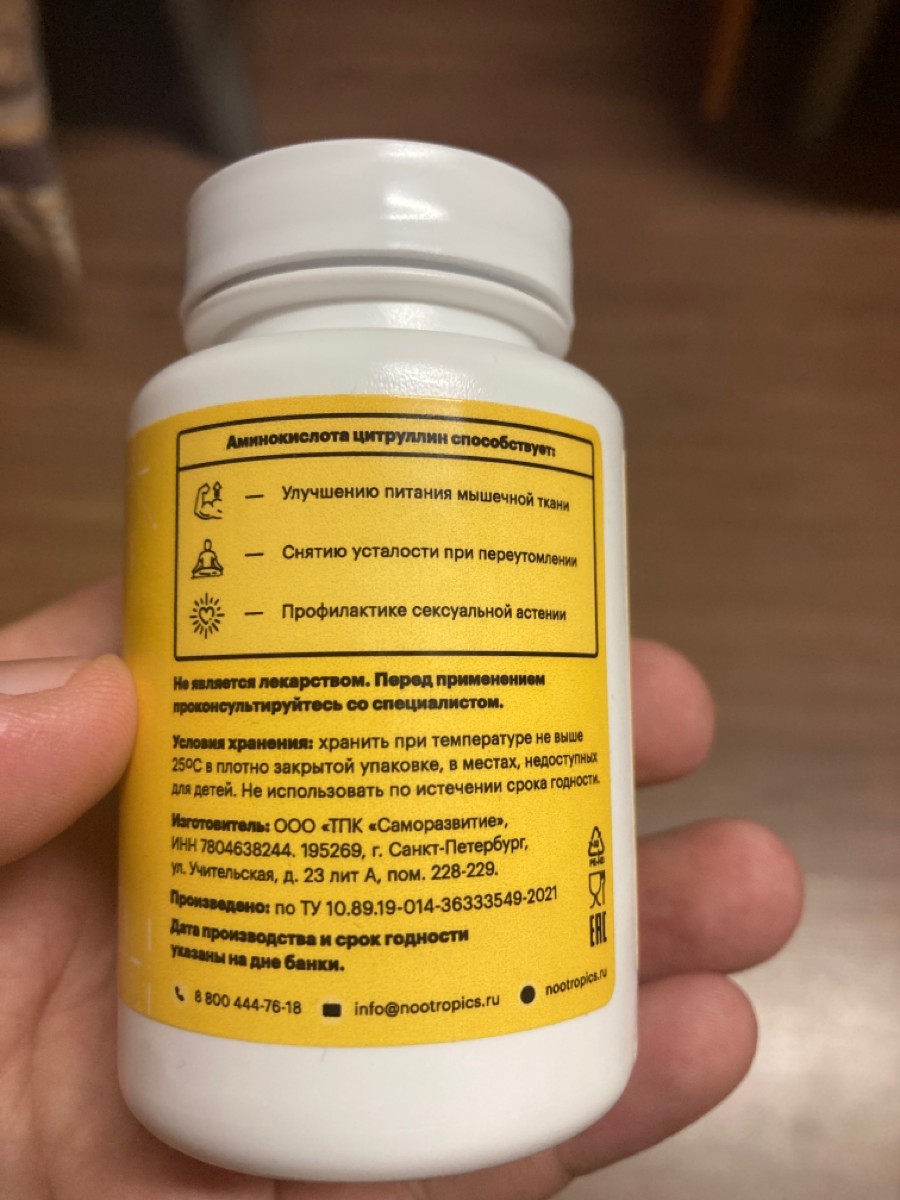 Аминокислота цитруллин способствует:
— Улучшению питания мышечной ткани
— Снятию усталости при переутомлении
— Профилактике сексуальной астении
Не является лекарством. Перед применением
проконсультируйтесь со специалистом.
Условия хранения: хранить при температуре не выше
25ºС в плотно закрытой упаковке, в местах, недоступных
для детей. Не использовать по истечении срока годности.
Изготовитель: ООО «ТПК «Саморазвитие»,
ИНН 7804638244. 195269, г. Санкт-Петербург,
ул. Учительская, д. 23 лит А, пом. 228-229.
Произведено: по ТУ 10.89.19-014-36333549-2021
Дата производства и срок годности
указаны на дне банки.
EAC
8 800 444-76-18 info@nootropics.ru nootropics.ru